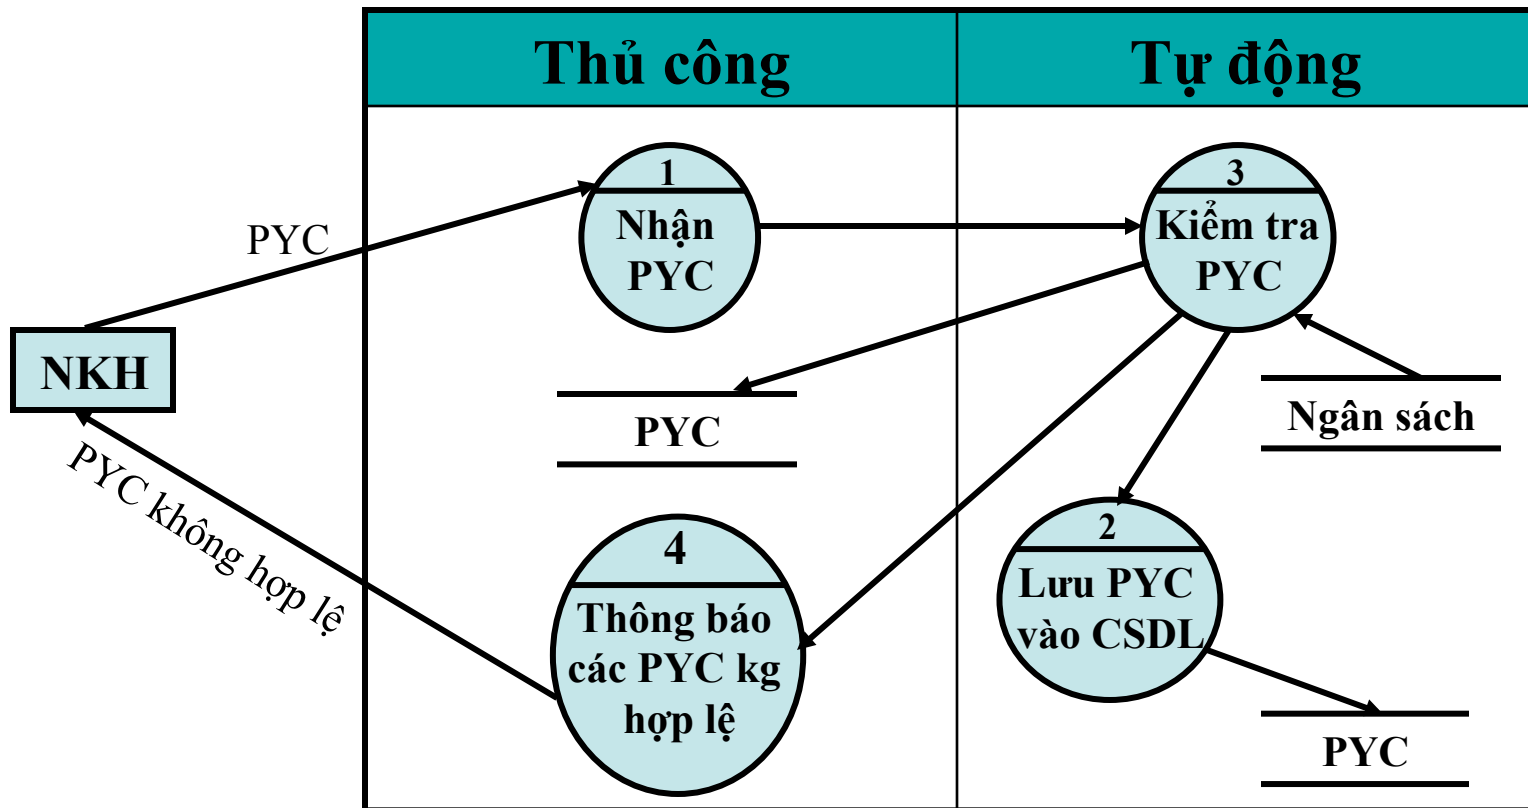 Thủ công
Tự động
1
Nhận
PYC
3
Kiểm tra
PYC
PYC
NKH
PYC
Ngân sách
PYC không hợp lệ
4
Thông báo
các PYC kg
hợp lệ
2
Lưu PYC
vào CSDL
PYC